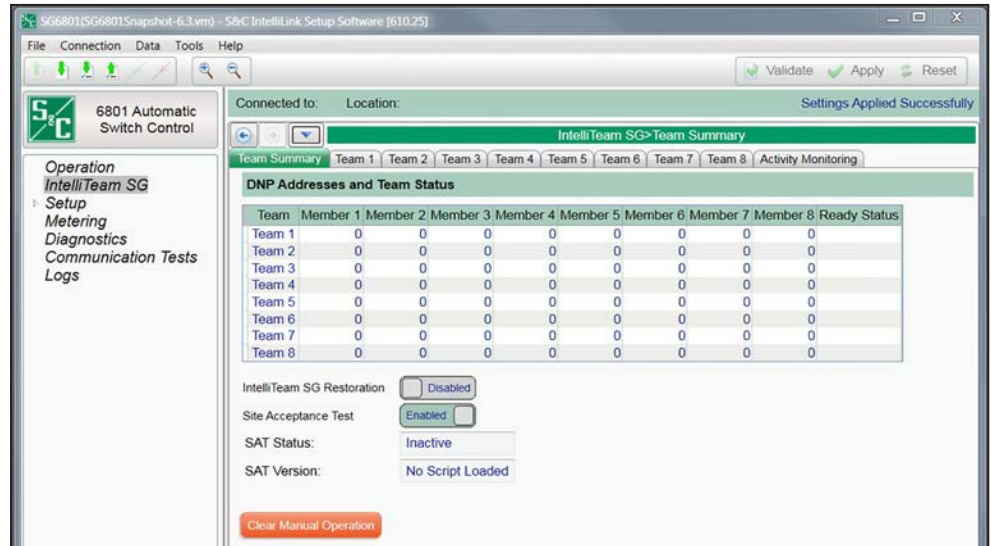 SG6801(SG6801Snapshot-6.3.vm) - S&C IntelliLink Setup Software [610.25]
File Connection Data Tools Help
Validate Apply Reset
S&C
6801 Automatic
Switch Control
Operation
IntelliTeam SG
Setup
Metering
Diagnostics
Communication Tests
Logs
Connected to: Location: Settings Applied Successfully
IntelliTeam SG>Team Summary
Team Summary Team 1 Team 2 Team 3 Team 4 Team 5 Team 6 Team 7 Team 8 Activity Monitoring
DNP Addresses and Team Status
Team Member 1 Member 2 Member 3 Member 4 Member 5 Member 6 Member 7 Member 8 Ready Status
Team 1 0 0 0 0 0 0 0 0
Team 2 0 0 0 0 0 0 0 0
Team 3 0 0 0 0 0 0 0 0
Team 4 0 0 0 0 0 0 0 0
Team 5 0 0 0 0 0 0 0 0
Team 6 0 0 0 0 0 0 0 0
Team 7 0 0 0 0 0 0 0 0
Team 8 0 0 0 0 0 0 0 0
IntelliTeam SG Restoration Disabled
Site Acceptance Test Enabled
SAT Status: Inactive
SAT Version: No Script Loaded
Clear Manual Operation